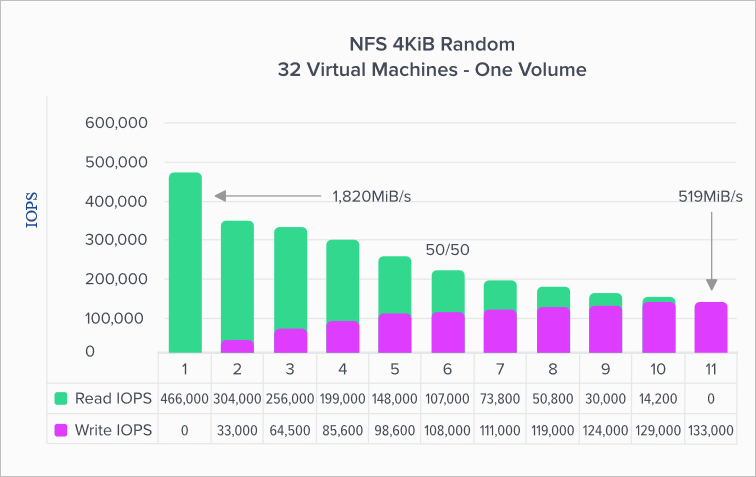 NFS 4KiB Random
32 Virtual Machines - One Volume
IOPS
600,000
500,000
400,000
300,000
200,000
100,000
0
1,820MiB/s
50/50
519MiB/s
1 2 3 4 5 6 7 8 9 10 11
Read IOPS 466,000 304,000 256,000 199,000 148,000 107,000 73,800 50,800 30,000 14,200 0
Write IOPS 0 33,000 64,500 85,600 98,600 108,000 111,000 119,000 124,000 129,000 133,000